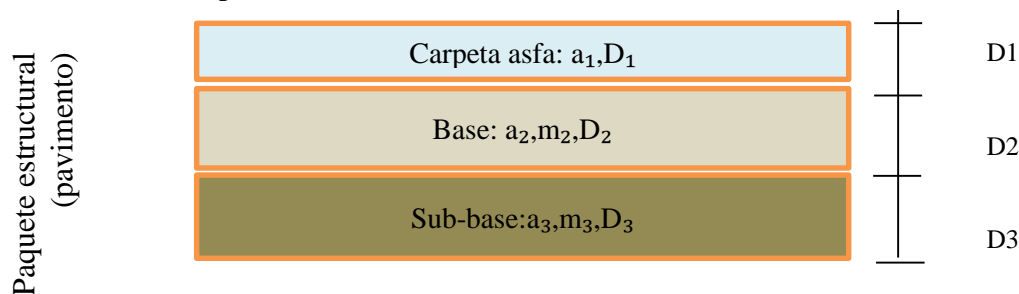 Paquete estructural
(pavimento)
Carpeta asfa: a₁,D₁
D1
Base: a₂,m₂,D₂
D2
Sub-base:a₃,m₃,D₃
D3